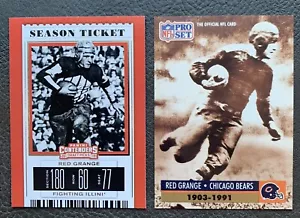 SEASON TICKET
RED GRANGE
PANINI
CONTENDERS
180 60 77
FIGHTING ILLINI
NFL
PRO
SET
THE OFFICIAL NFL CARD
RED GRANGE • CHICAGO BEARS
1903-1991